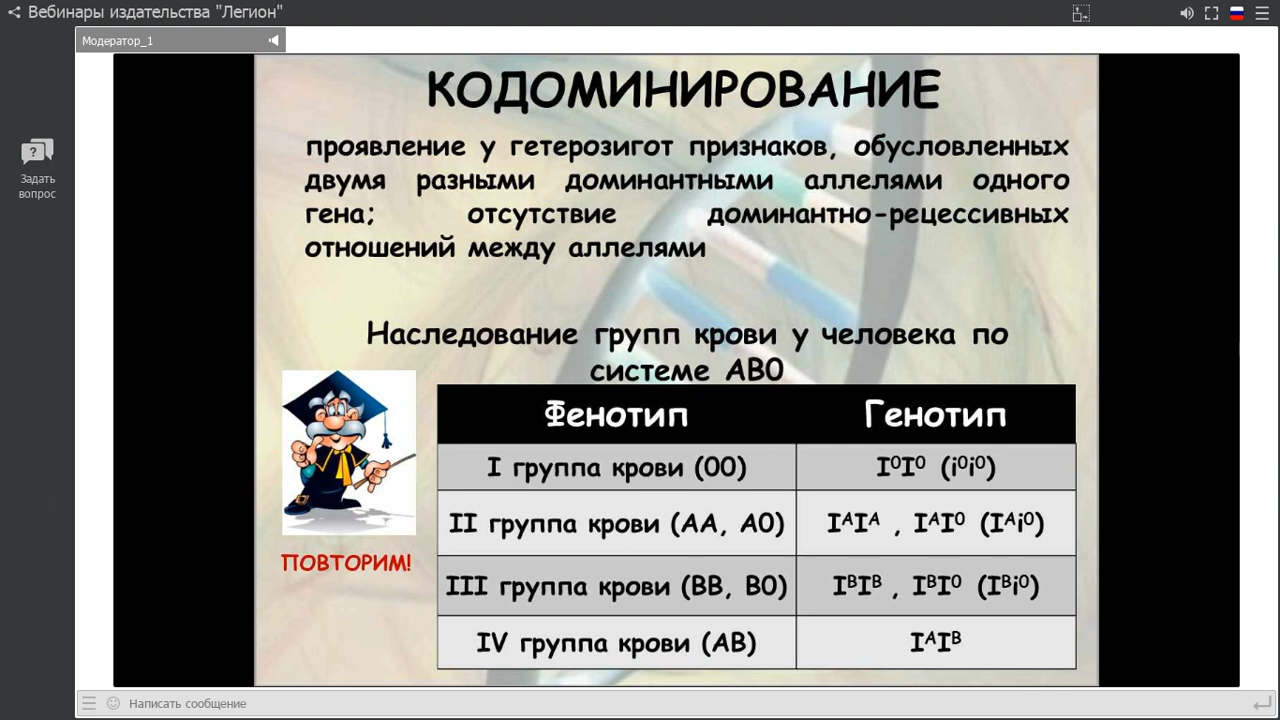 Вебинары издательства "Легион"
Модератор_1
Задать
вопрос
КОДОМИНИРОВАНИЕ
проявление у гетерозигот признаков, обусловленных
двумя разными доминантными аллелями одного
гена; отсутствие доминантно-рецессивных
отношений между аллелями
Наследование групп крови у человека по
системе АВ0
Фенотип Генотип
I группа крови (00) I⁰I⁰ (i⁰i⁰)
II группа крови (АА, А0) IᴬIᴬ , IᴬI⁰ (Iᴬi⁰)
III группа крови (ВВ, В0) IᴮIᴮ , IᴮI⁰ (Iᴮi⁰)
IV группа крови (АВ) IᴬIᴮ
ПОВТОРИМ!
Написать сообщение